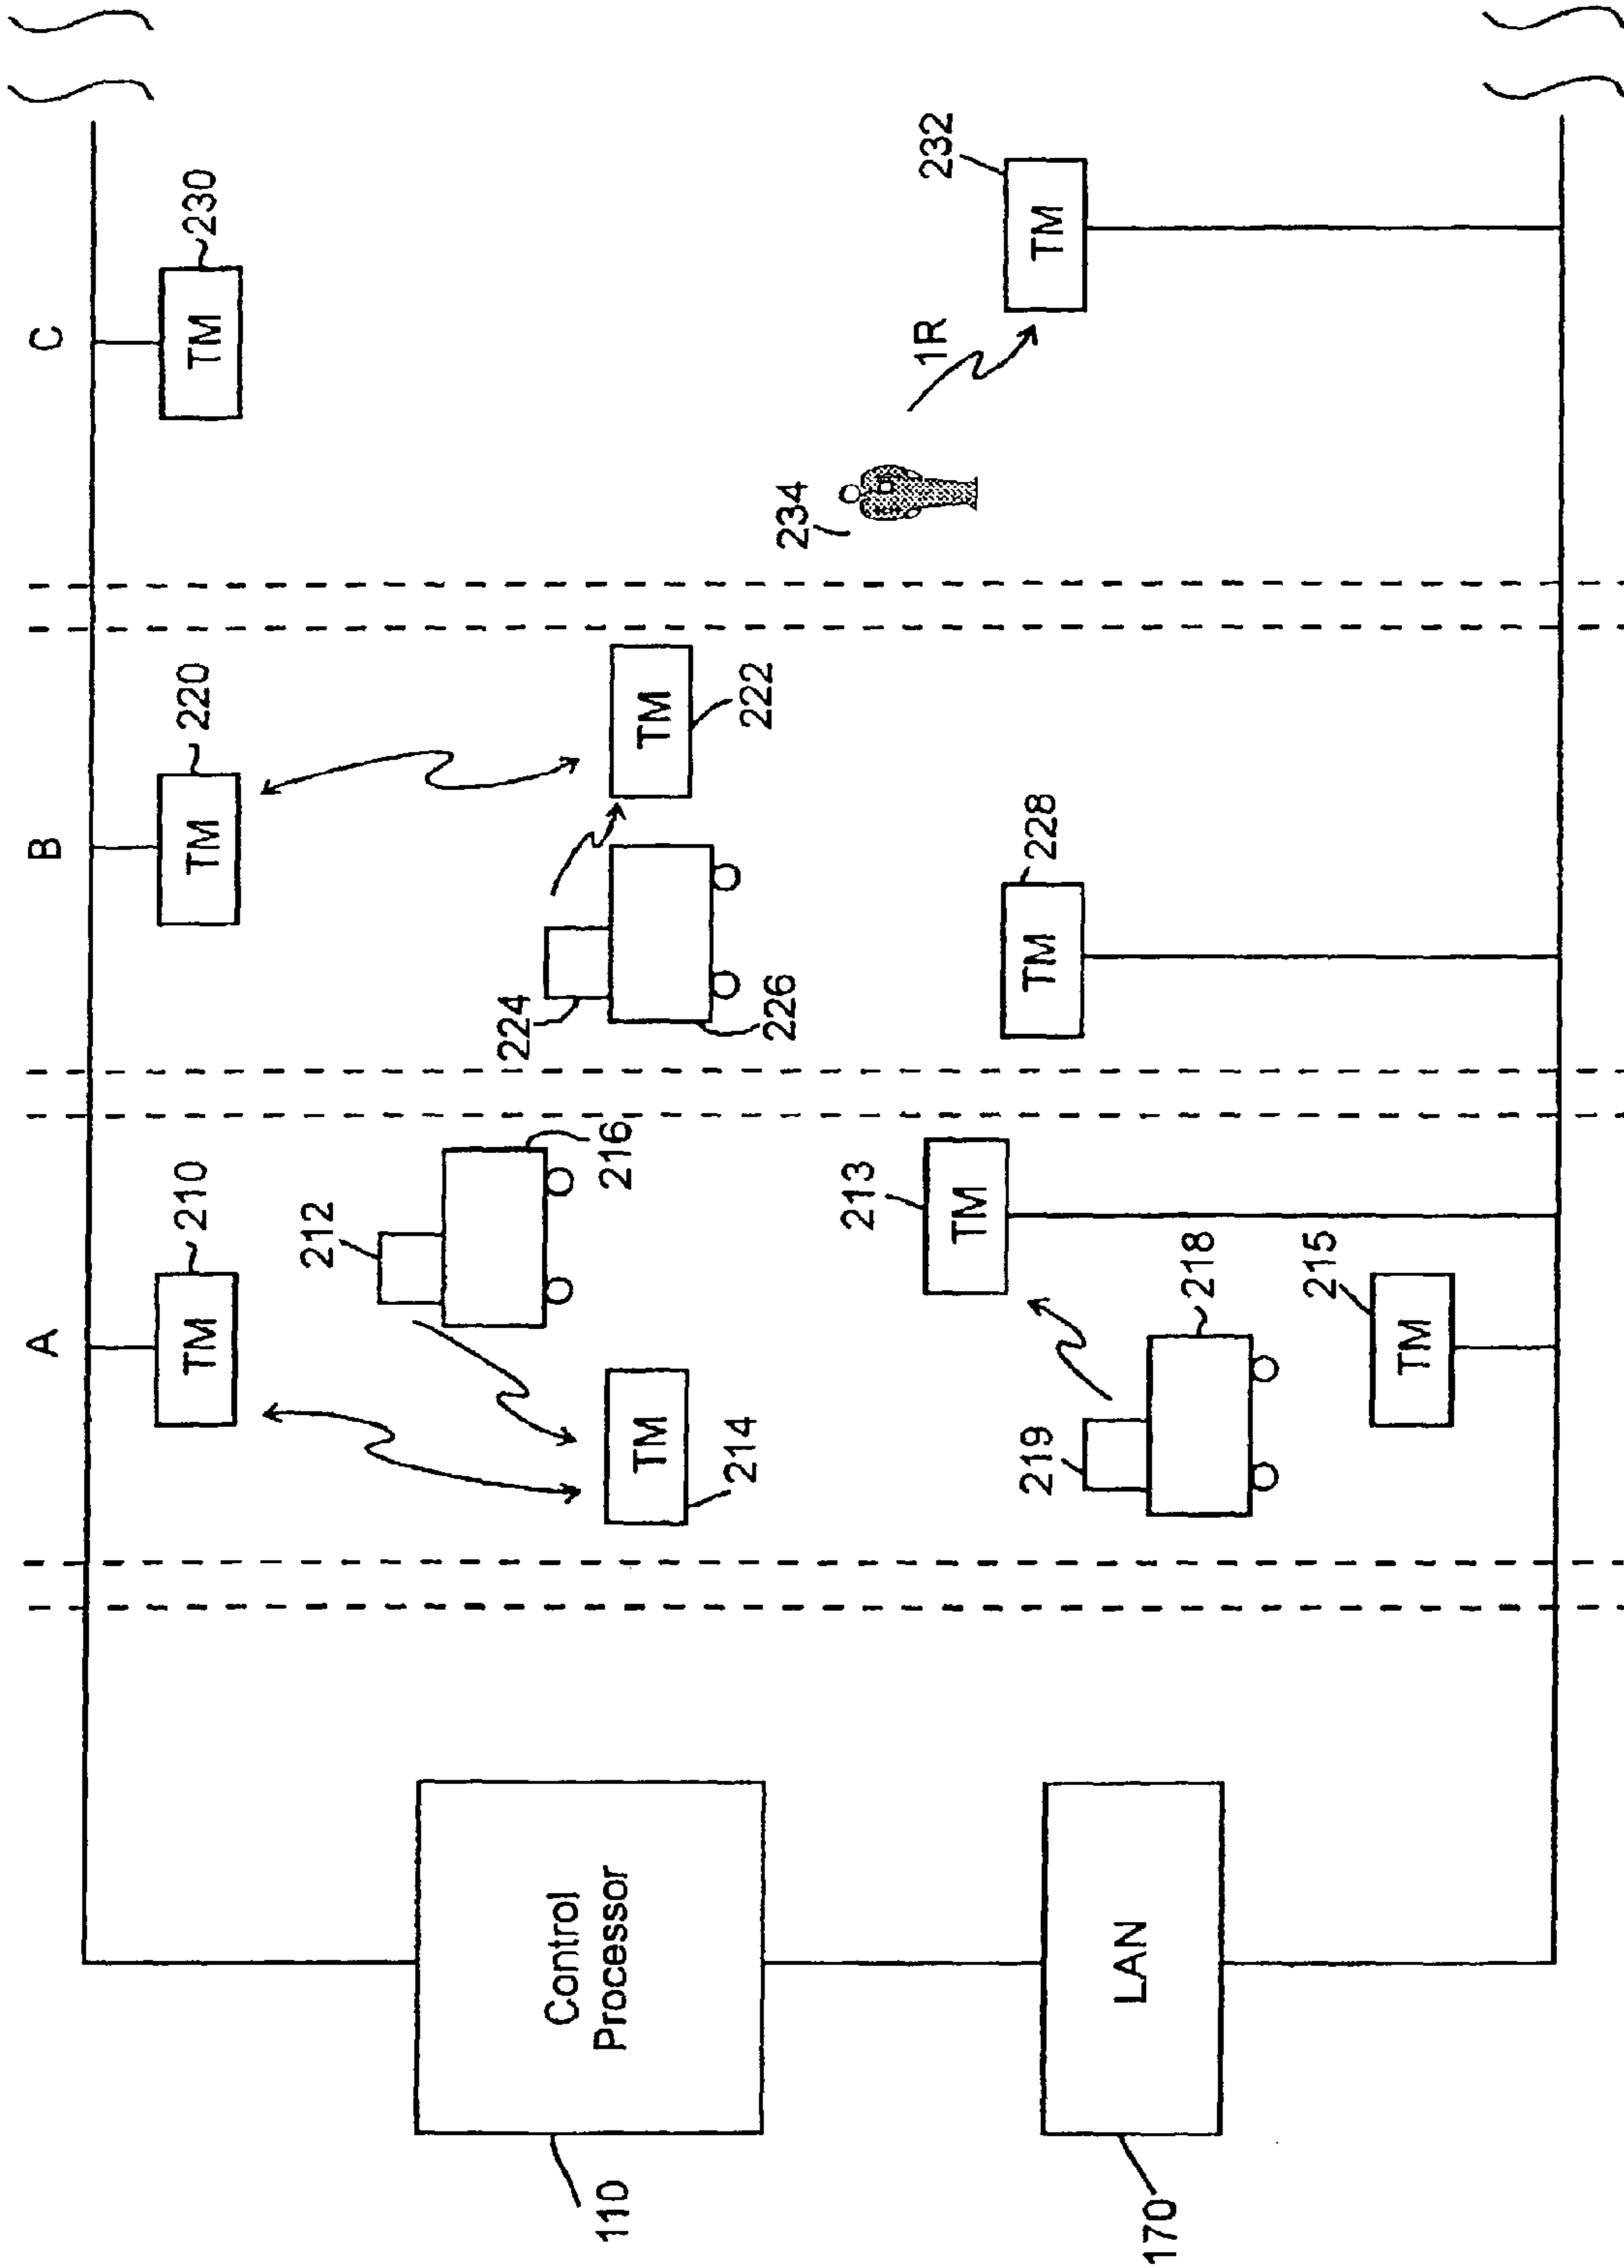 A
B
C
TM
210
TM
220
TM
230
212
216
TM
214
224
226
TM
222
234
1R
TM
232
213
TM
219
218
215
TM
TM
228
Control
Processor
110
LAN
170